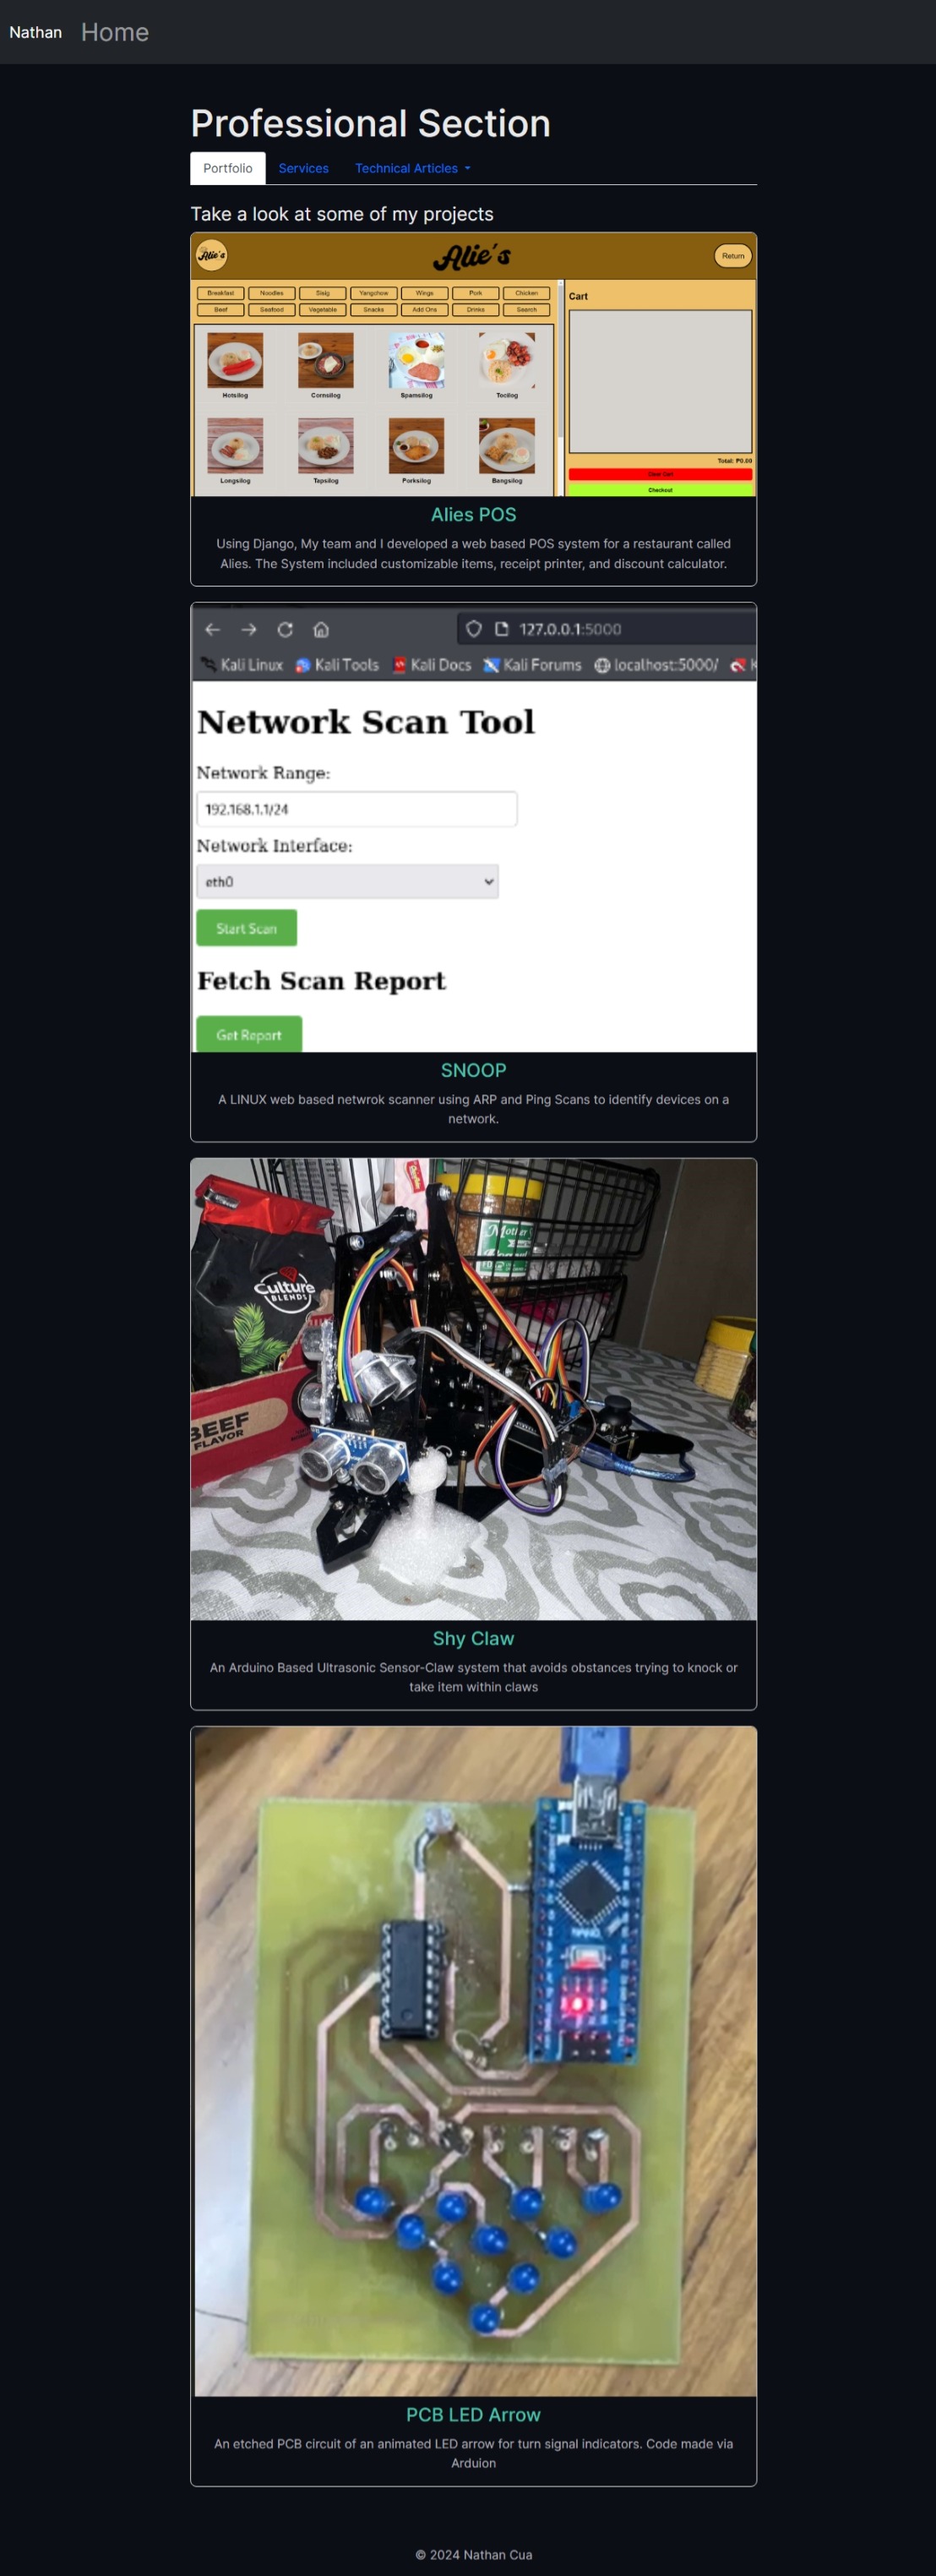 Nathan Home
Professional Section
Portfolio Services Technical Articles
Take a look at some of my projects
Alie's Alie's Return
Breakfast Noodles Sisig Yangchow Wings Pork Chicken
Beef Seafood Vegetable Snacks Add Ons Drinks Search
Cart
Hotsilog Cornsilog Spamsilog Tocilog
Longsilog Tapsilog Porksilog Bangsilog
Total: ₱0.00
Clear Cart
Checkout
Alies POS
Using Django, My team and I developed a web based POS system for a restaurant called
Alies. The System included customizable items, receipt printer, and discount calculator.
127.0.0.1:5000
Kali Linux Kali Tools Kali Docs Kali Forums localhost:5000/ K
Network Scan Tool
Network Range:
192.168.1.1/24
Network Interface:
eth0
Start Scan
Fetch Scan Report
Get Report
SNOOP
A LINUX web based netwrok scanner using ARP and Ping Scans to identify devices on a
network.
Mother's
Culture
BLENDS
BEEF
FLAVOR
Shy Claw
An Arduino Based Ultrasonic Sensor-Claw system that avoids obstances trying to knock or
take item within claws
NANO
PCB LED Arrow
An etched PCB circuit of an animated LED arrow for turn signal indicators. Code made via
Arduion
© 2024 Nathan Cua